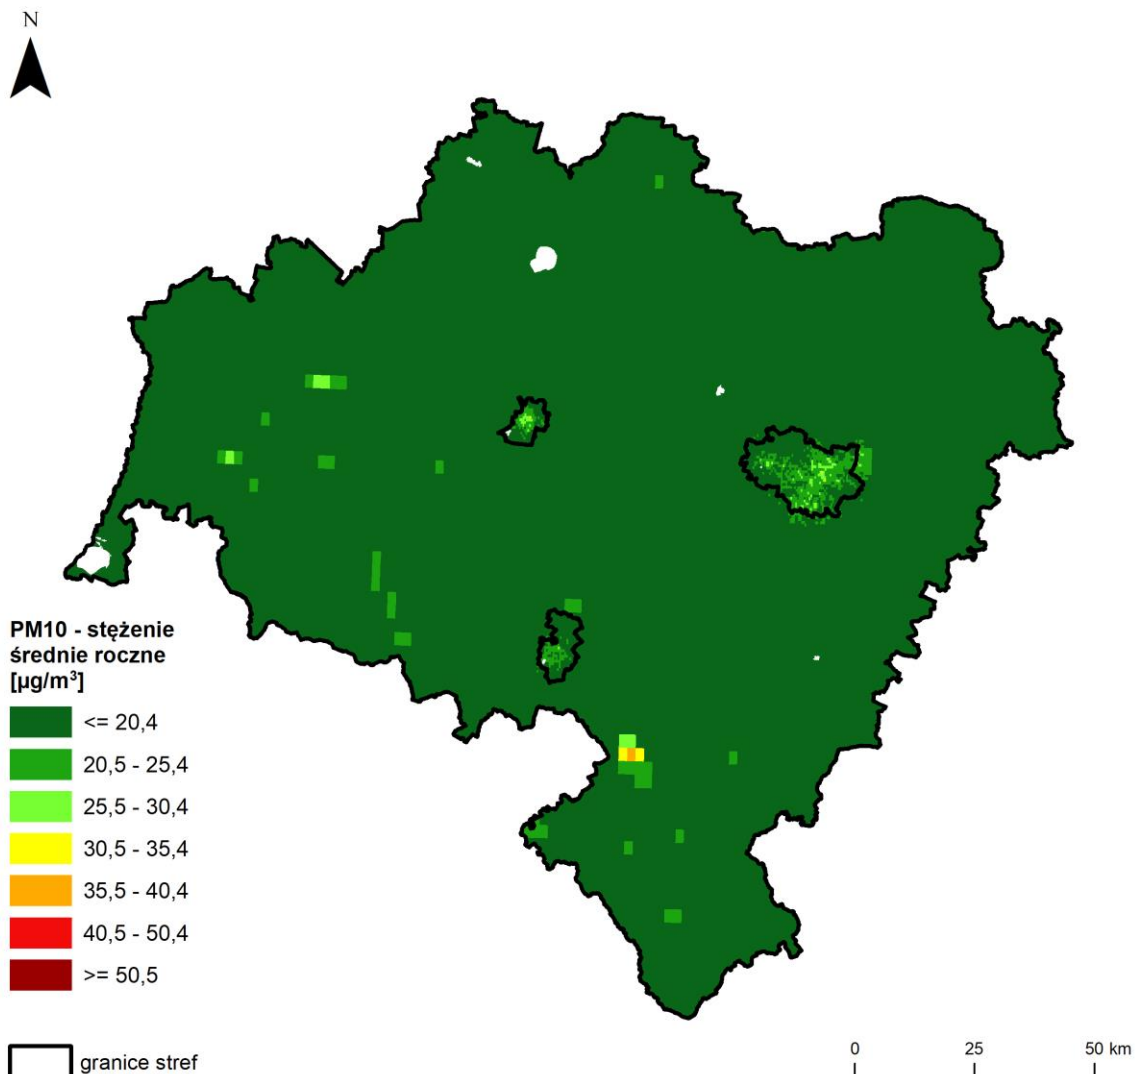 N
PM10 - stężenie
średnie roczne
[µg/m³]
<= 20,4
20,5 - 25,4
25,5 - 30,4
30,5 - 35,4
35,5 - 40,4
40,5 - 50,4
>= 50,5
granice stref
0 25 50 km